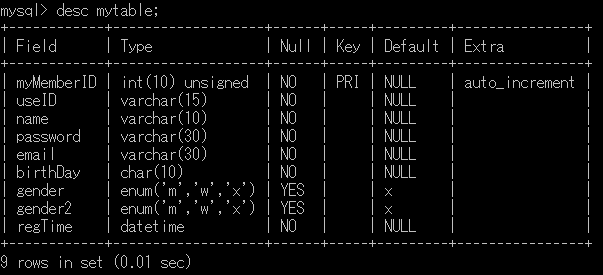 mysql> desc mytable;
+------------+-------------------+------+-----+---------+----------------+
| Field      | Type              | Null | Key | Default | Extra          |
+------------+-------------------+------+-----+---------+----------------+
| myMemberID | int(10) unsigned  | NO   | PRI | NULL    | auto_increment |
| useID      | varchar(15)       | NO   |     | NULL    |                |
| name       | varchar(10)       | NO   |     | NULL    |                |
| password   | varchar(30)       | NO   |     | NULL    |                |
| email      | varchar(30)       | NO   |     | NULL    |                |
| birthDay   | char(10)          | NO   |     | NULL    |                |
| gender     | enum('m','w','x') | YES  |     | x       |                |
| gender2    | enum('m','w','x') | YES  |     | x       |                |
| regTime    | datetime          | NO   |     | NULL    |                |
+------------+-------------------+------+-----+---------+----------------+
9 rows in set (0.01 sec)